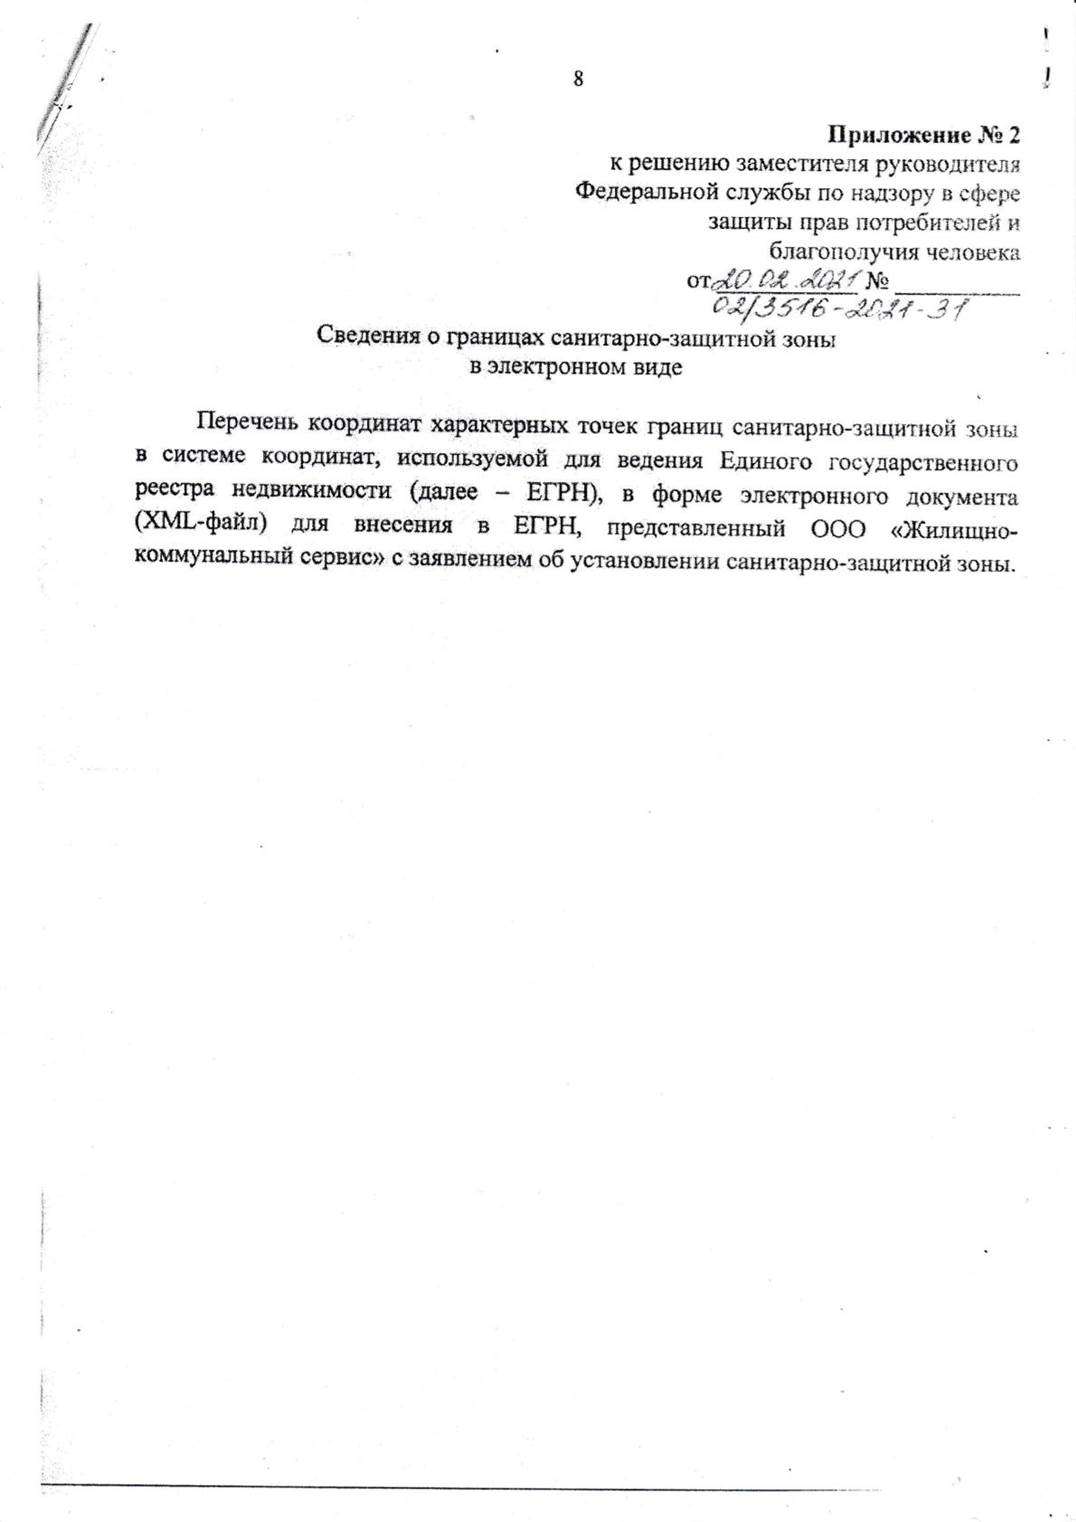 8
Приложение № 2
к решению заместителя руководителя
Федеральной службы по надзору в сфере
защиты прав потребителей и
благополучия человека
от 20.02.2021 № ____________
02/3516-2021-31
Сведения о границах санитарно-защитной зоны
в электронном виде
Перечень координат характерных точек границ санитарно-защитной зоны
в системе координат, используемой для ведения Единого государственного
реестра недвижимости (далее – ЕГРН), в форме электронного документа
(XML-файл) для внесения в ЕГРН, представленный ООО «Жилищно-
коммунальный сервис» с заявлением об установлении санитарно-защитной зоны.